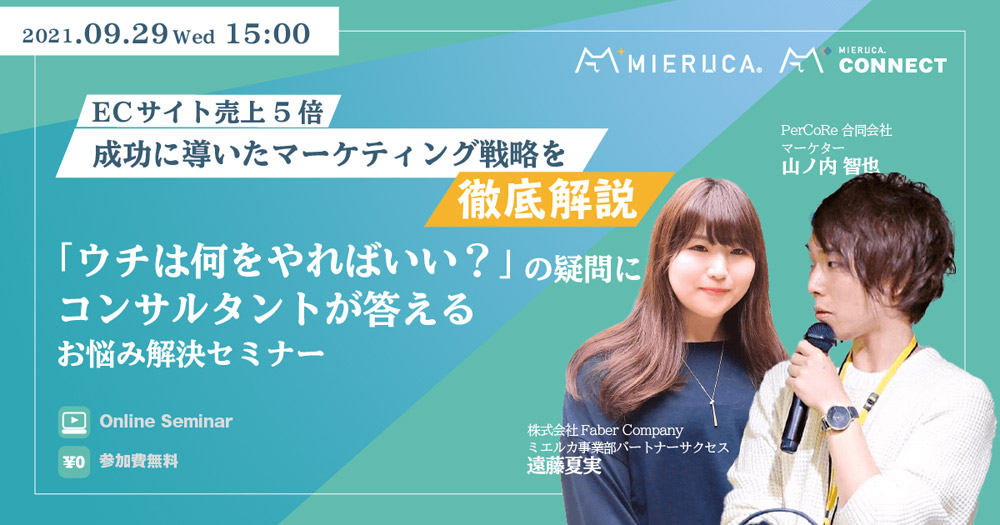 2021.09.29 Wed 15:00
MIERUCA®
MIERUCA. CONNECT
ECサイト売上5倍
成功に導いたマーケティング戦略を
徹底解説
「ウチは何をやればいい？」の疑問に
コンサルタントが答える
お悩み解決セミナー
Online Seminar
¥0 参加費無料
PerCoRe 合同会社
マーケター
山ノ内 智也
株式会社 Faber Company
ミエルカ事業部パートナーサクセス
遠藤夏実